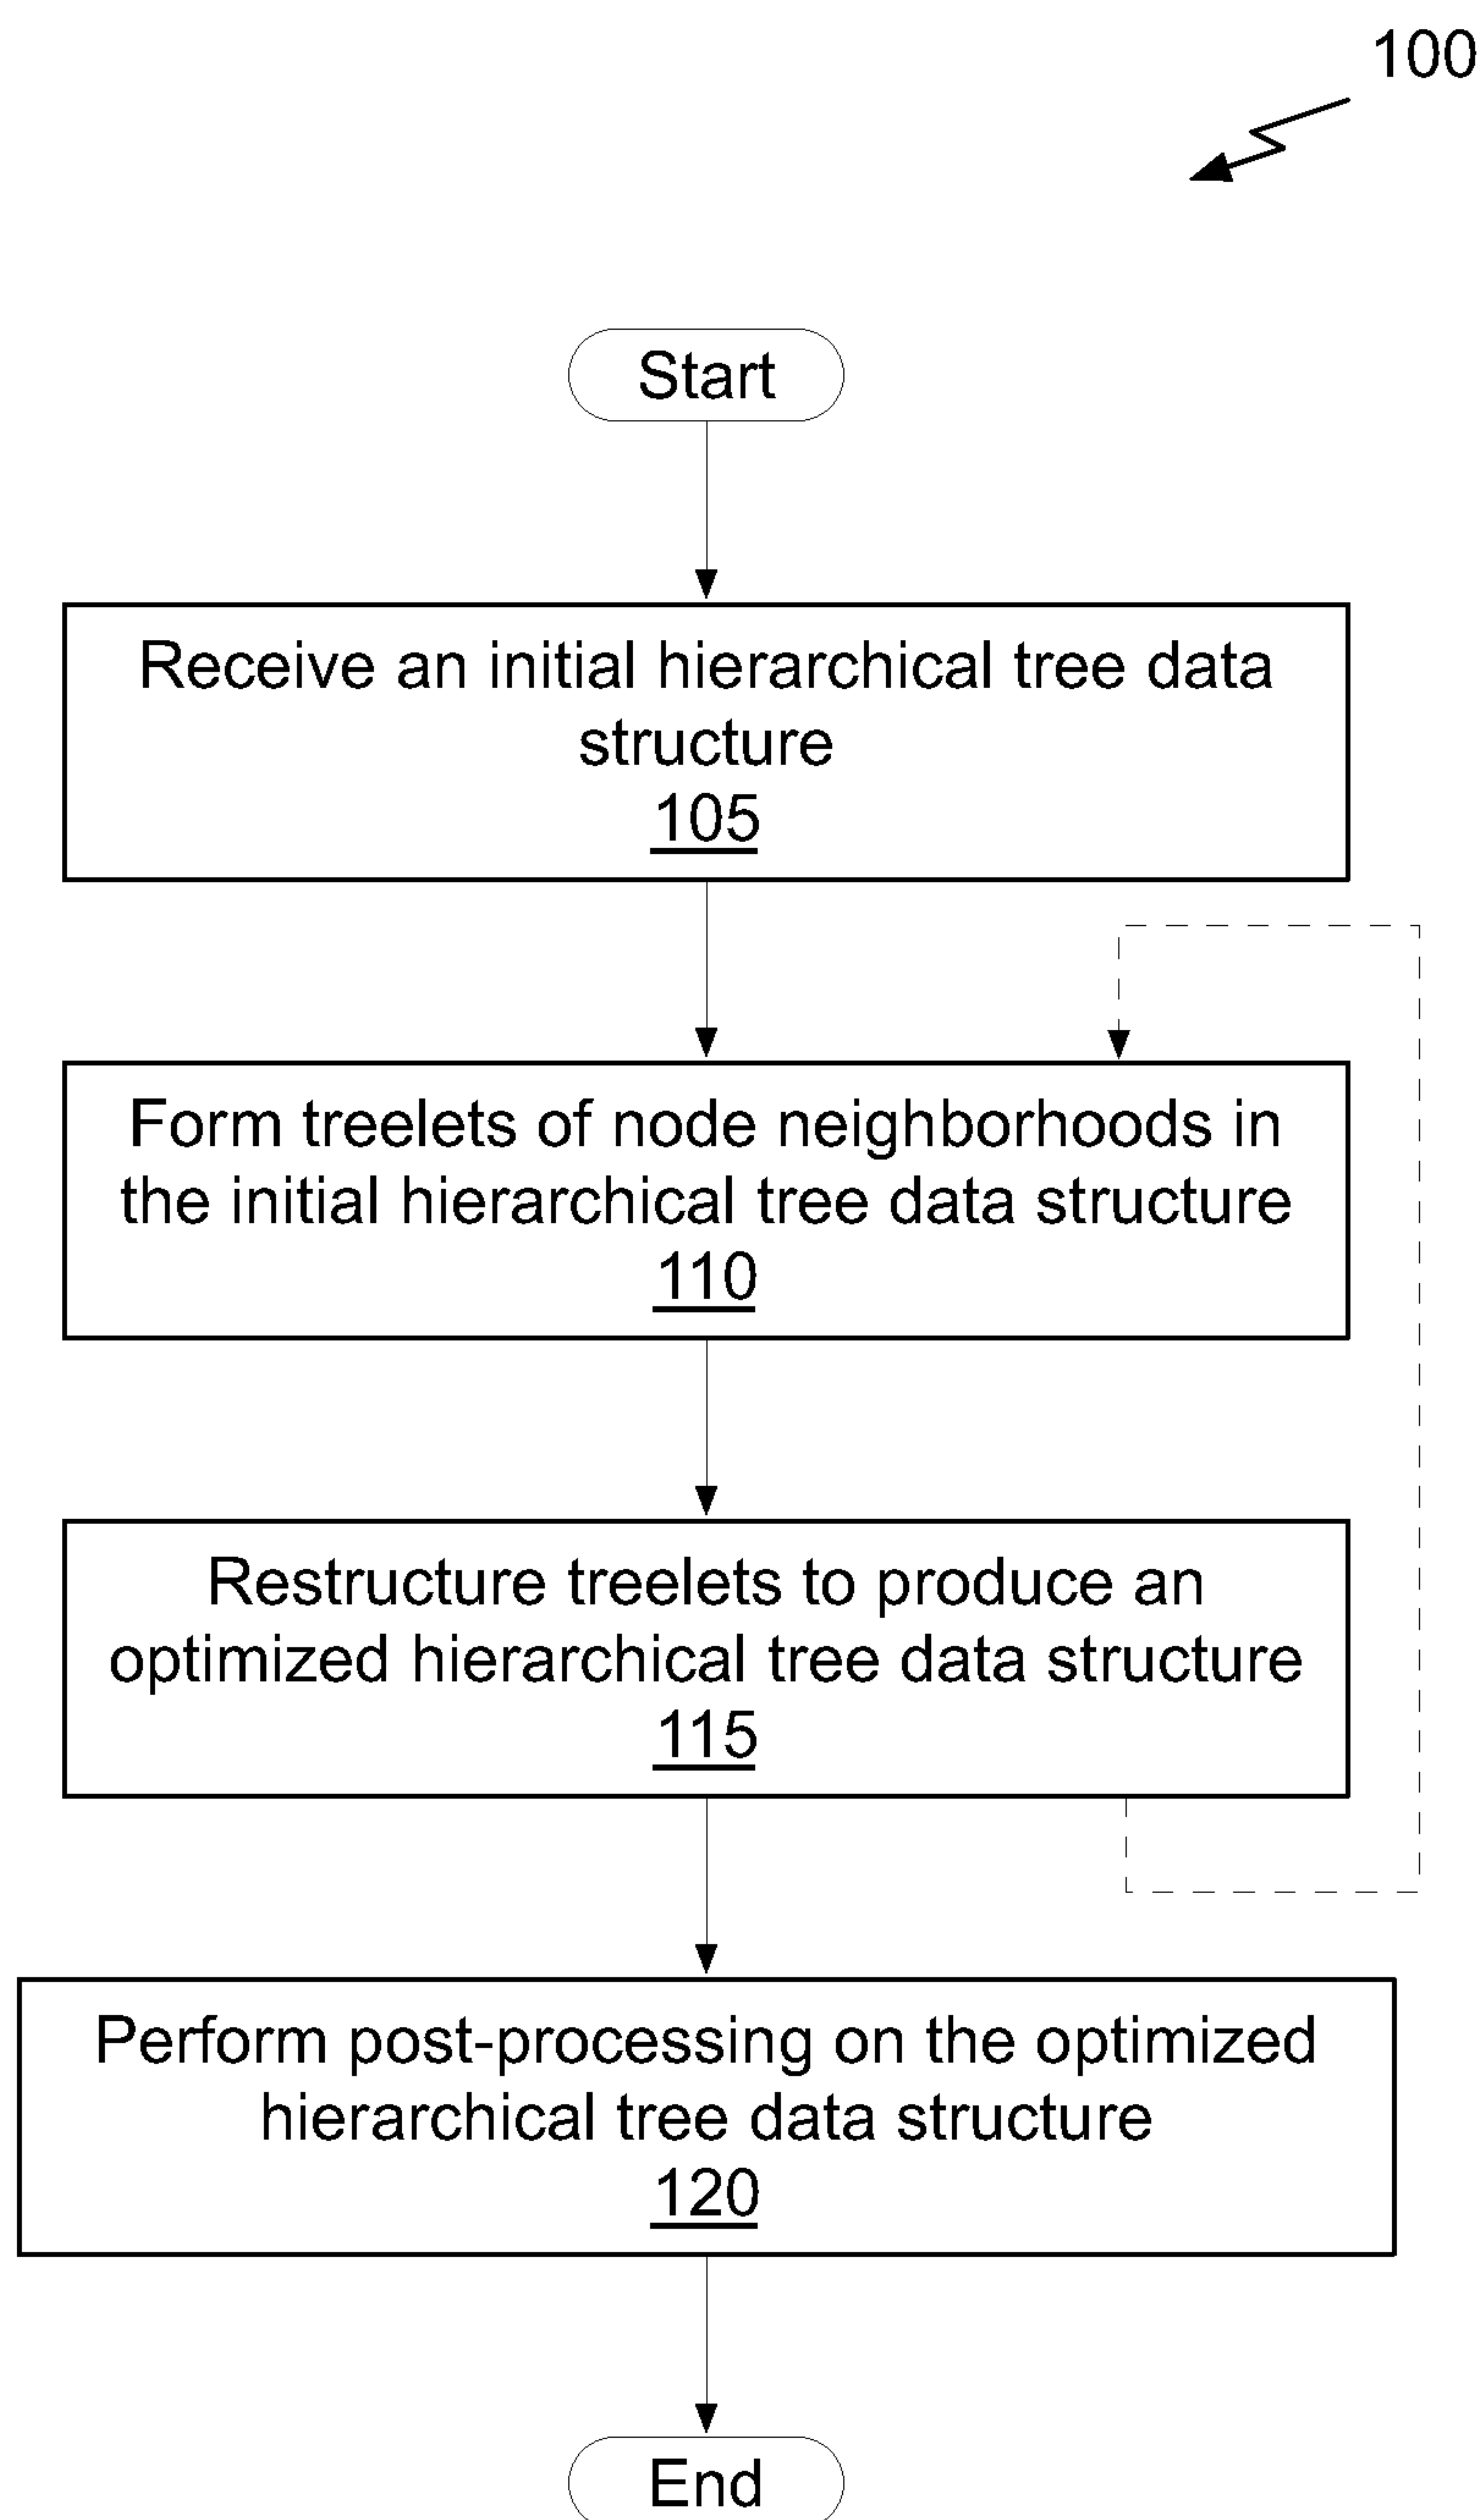 100
Start
Receive an initial hierarchical tree data
structure
105
Form treelets of node neighborhoods in
the initial hierarchical tree data structure
110
Restructure treelets to produce an
optimized hierarchical tree data structure
115
Perform post-processing on the optimized
hierarchical tree data structure
120
End